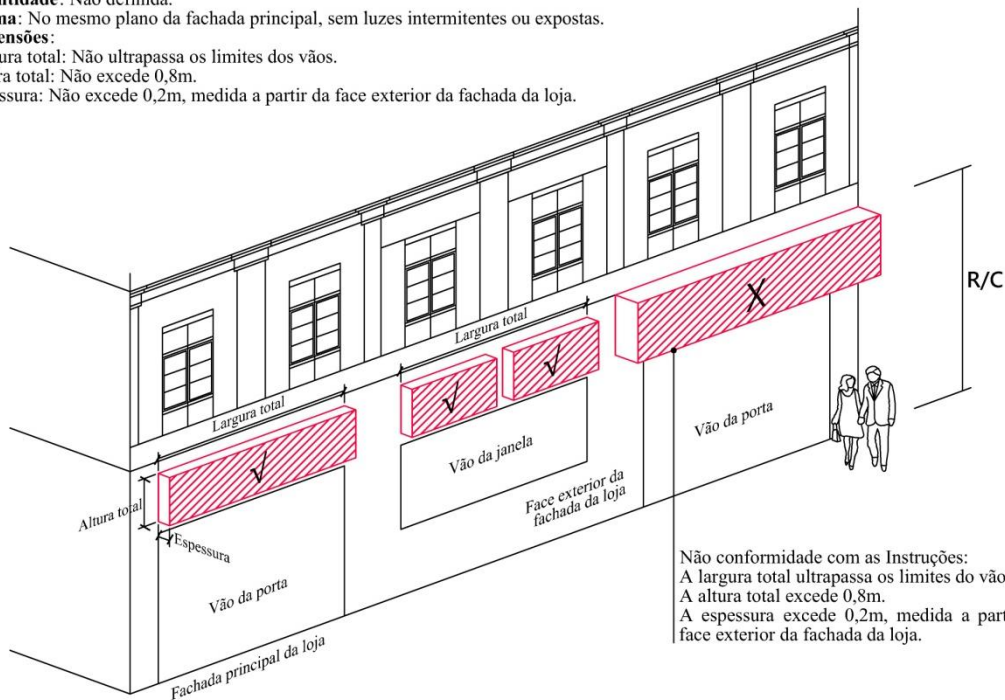 Não definida.
: No mesmo plano da fachada principal, sem luzes intermitentes ou expostas.
total: Não ultrapassa os limites dos vãos.
total: Não excede 0,8m.
Não excede 0,2m, medida a partir da face exterior da fachada da loja.
R/C
Largura total
√
√
X
Largura total
Vão da janela
Vão da porta
√
Altura total
Espessura
Face exterior da
fachada da loja
Vão da porta
Fachada principal da loja
Não conformidade com as Instruções:
A largura total ultrapassa os limites do vão
A altura total excede 0,8m.
A espessura excede 0,2m, medida a
face exterior da fachada da loja.